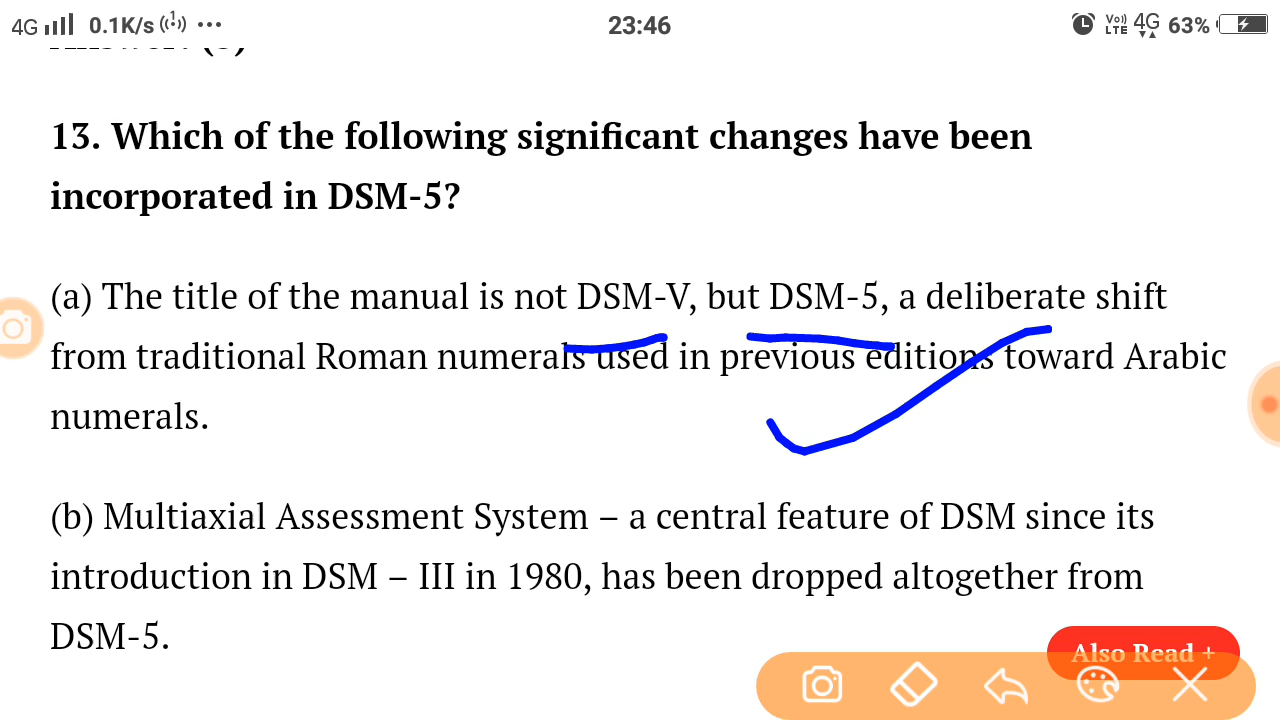 4G 0.1K/s 23:46 Vo) LTE 4G 63%
13. Which of the following significant changes have been
incorporated in DSM-5?
(a) The title of the manual is not DSM-V, but DSM-5, a deliberate shift
from traditional Roman numerals used in previous editions toward Arabic
numerals.
(b) Multiaxial Assessment System – a central feature of DSM since its
introduction in DSM – III in 1980, has been dropped altogether from
DSM-5.
Also Read +